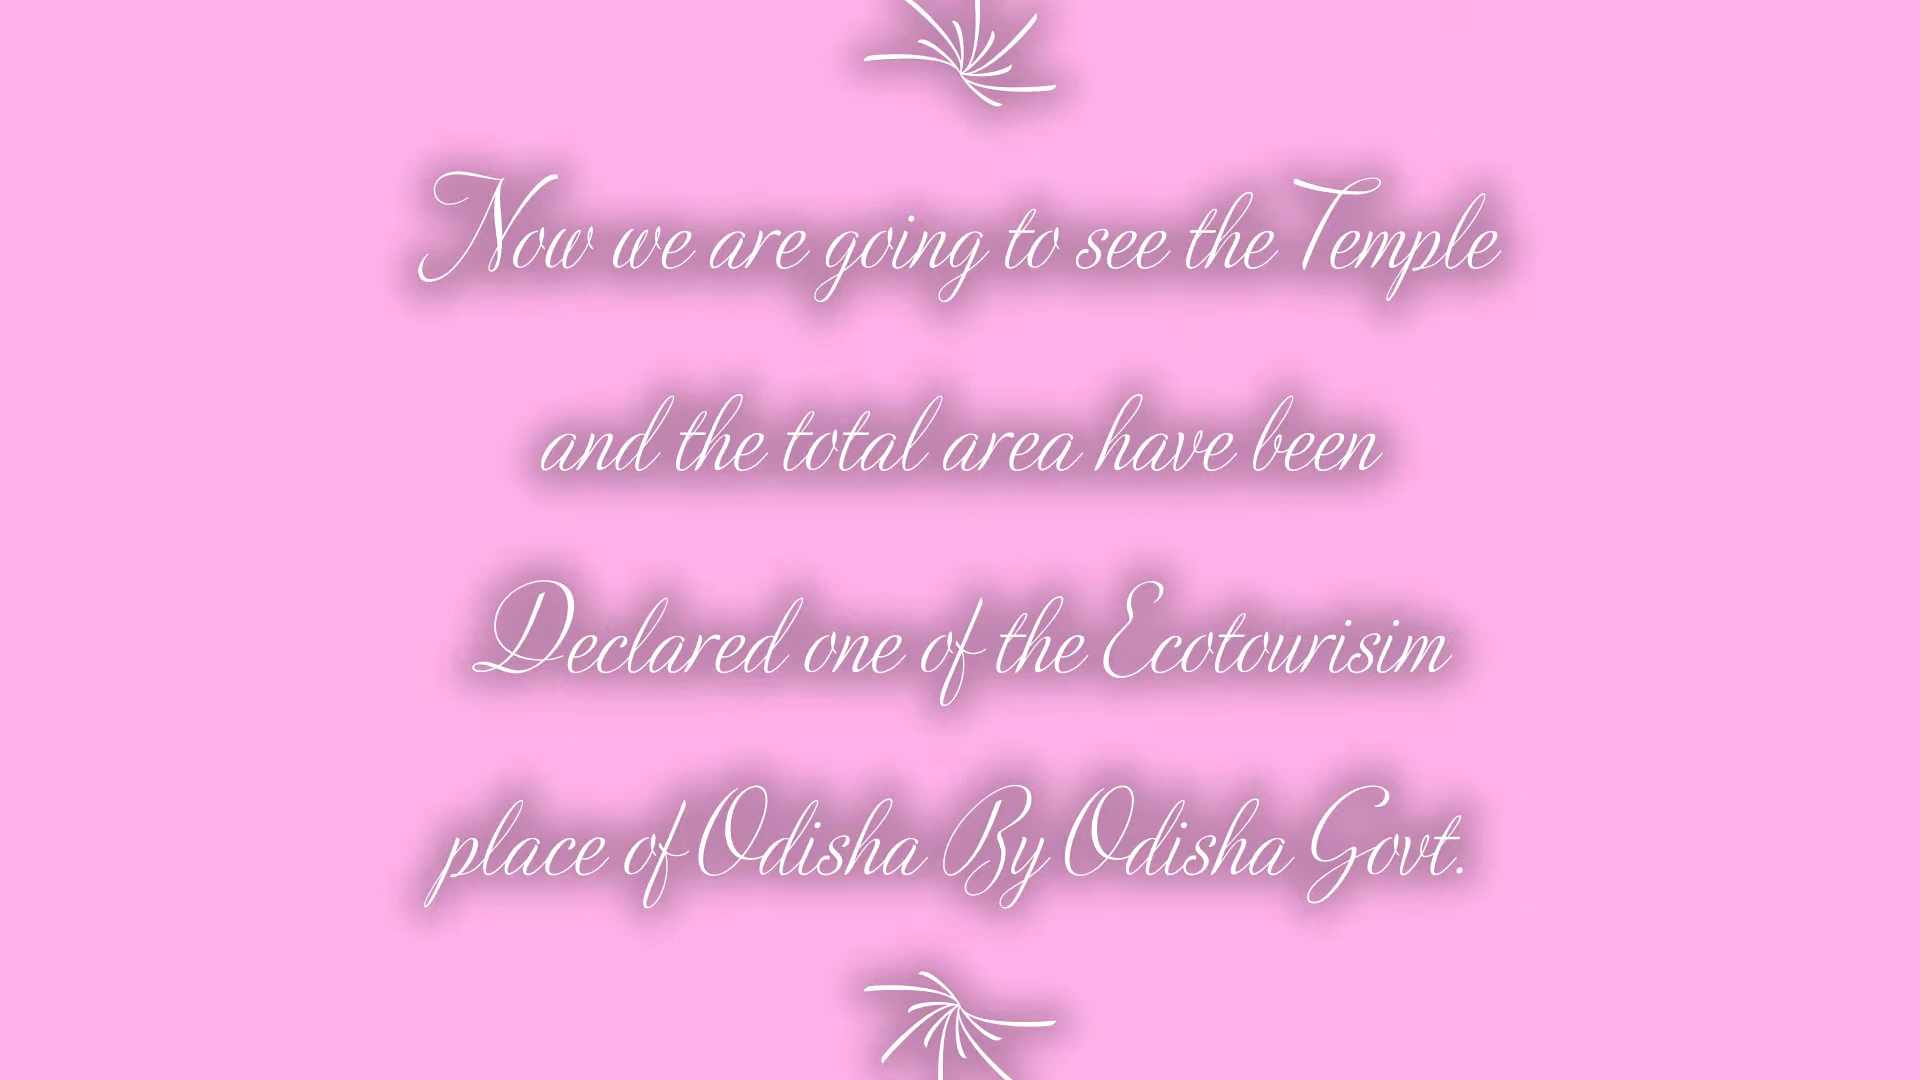 Now we are going to see the Temple
and the total area have been
Declared one of the Ecotourisim
place of Odisha By Odisha Govt.